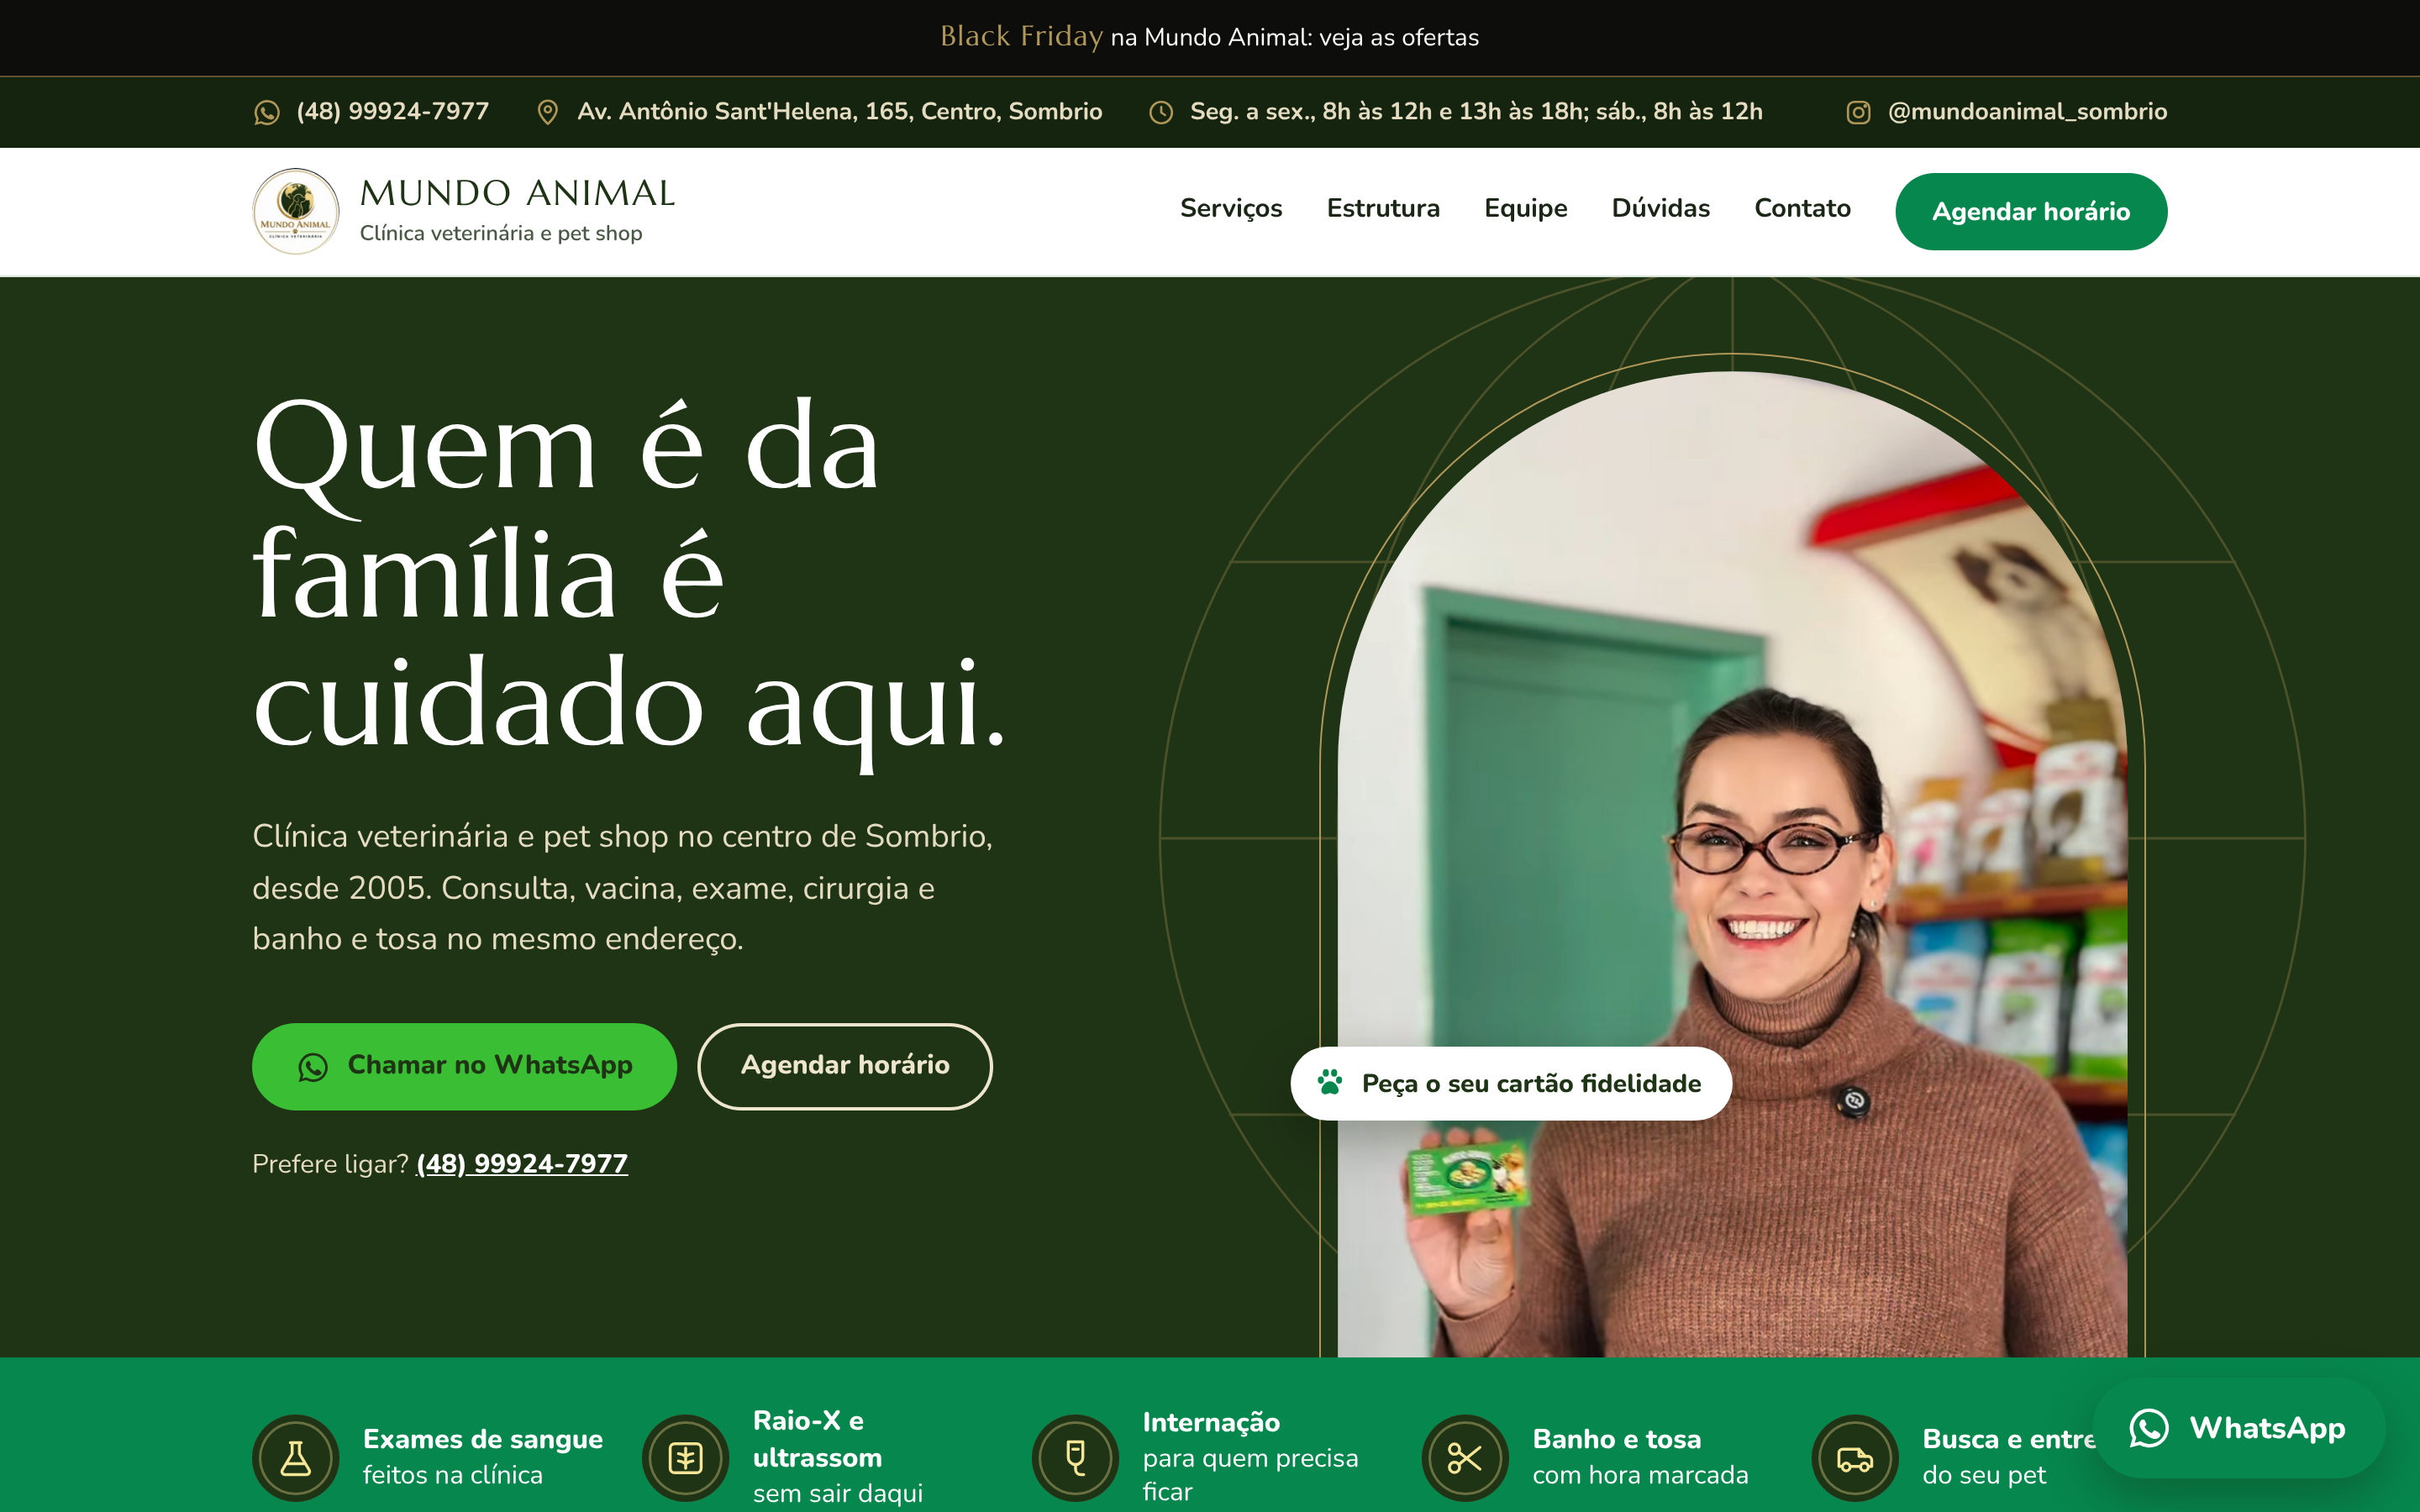 Black Friday na Mundo Animal: veja as ofertas
(48) 99924-7977
Av. Antônio Sant'Helena, 165, Centro, Sombrio
Seg. a sex., 8h às 12h e 13h às 18h; sáb., 8h às 12h
@mundoanimal_sombrio
MUNDO ANIMAL
CLÍNICA VETERINÁRIA
MUNDO ANIMAL
Clínica veterinária e pet shop
Serviços
Estrutura
Equipe
Dúvidas
Contato
Agendar horário
Quem é da
família é
cuidado aqui.
Clínica veterinária e pet shop no centro de Sombrio,
desde 2005. Consulta, vacina, exame, cirurgia e
banho e tosa no mesmo endereço.
Chamar no WhatsApp
Agendar horário
Prefere ligar? (48) 99924-7977
Peça o seu cartão fidelidade
Exames de sangue
feitos na clínica
Raio-X e
ultrassom
sem sair daqui
Internação
para quem precisa
ficar
Banho e tosa
com hora marcada
Busca e entre
do seu pet
WhatsApp